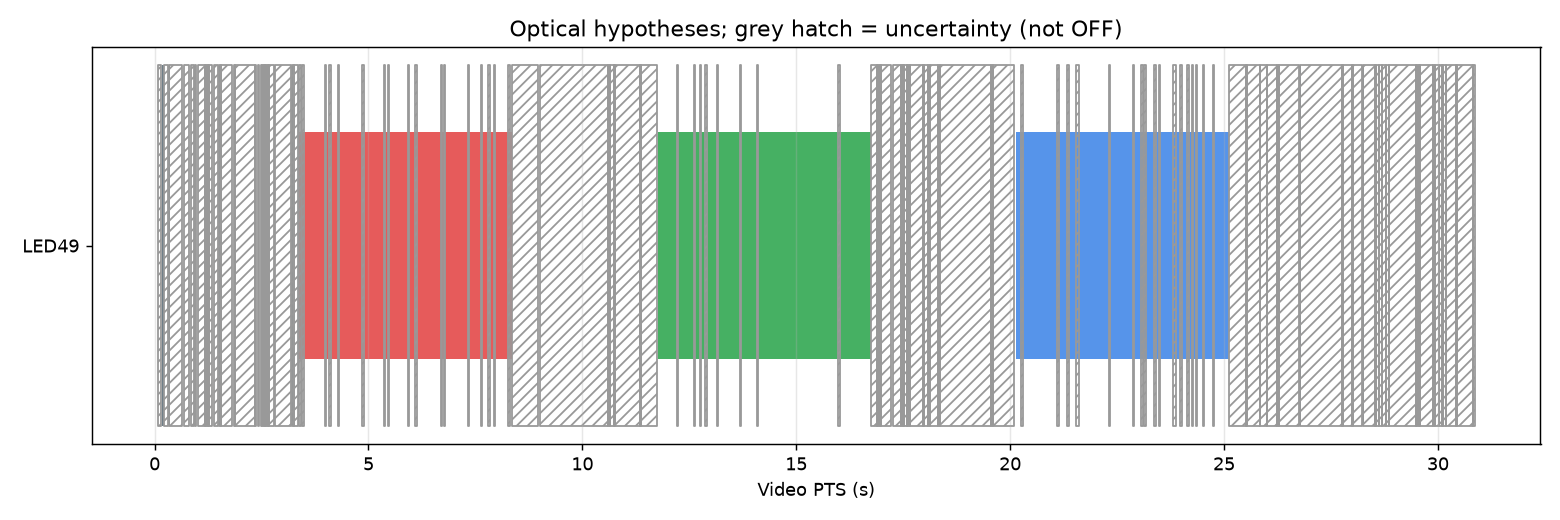 Optical hypotheses; grey hatch = uncertainty (not OFF)
LED49
0 5 10 15 20 25 30
Video PTS (s)